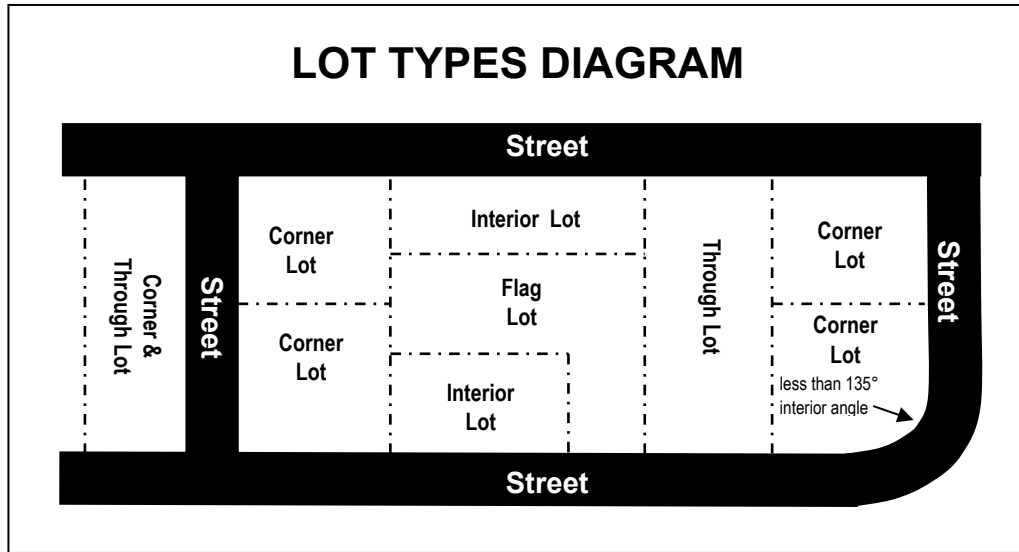 LOT TYPES DIAGRAM
Street
Corner &
Through Lot
Street
Corner
Lot
Corner
Lot
Interior Lot
Flag
Lot
Interior
Lot
Through Lot
Corner
Lot
Corner
Lot
less than 135°
interior angle
Street
Street